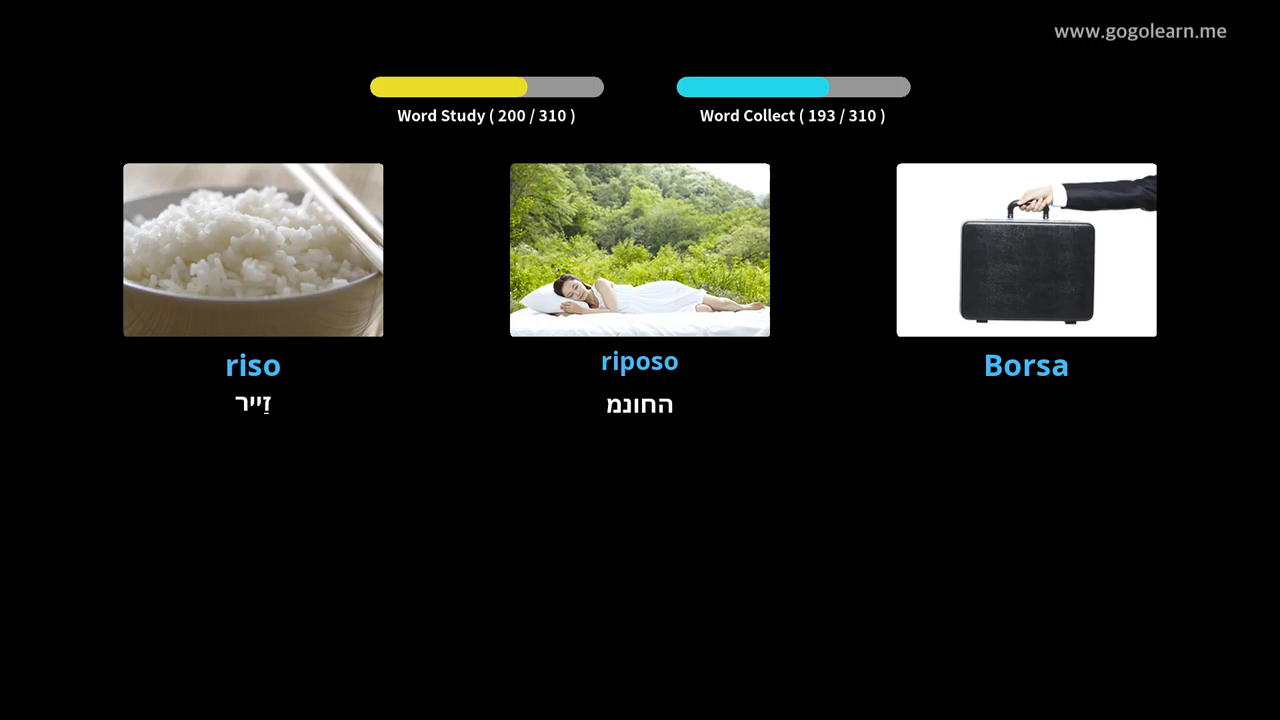 www.gogolearn.me
Word Study ( 200 / 310 )
Word Collect ( 193 / 310 )
riso
זַייר
riposo
החונמ
Borsa